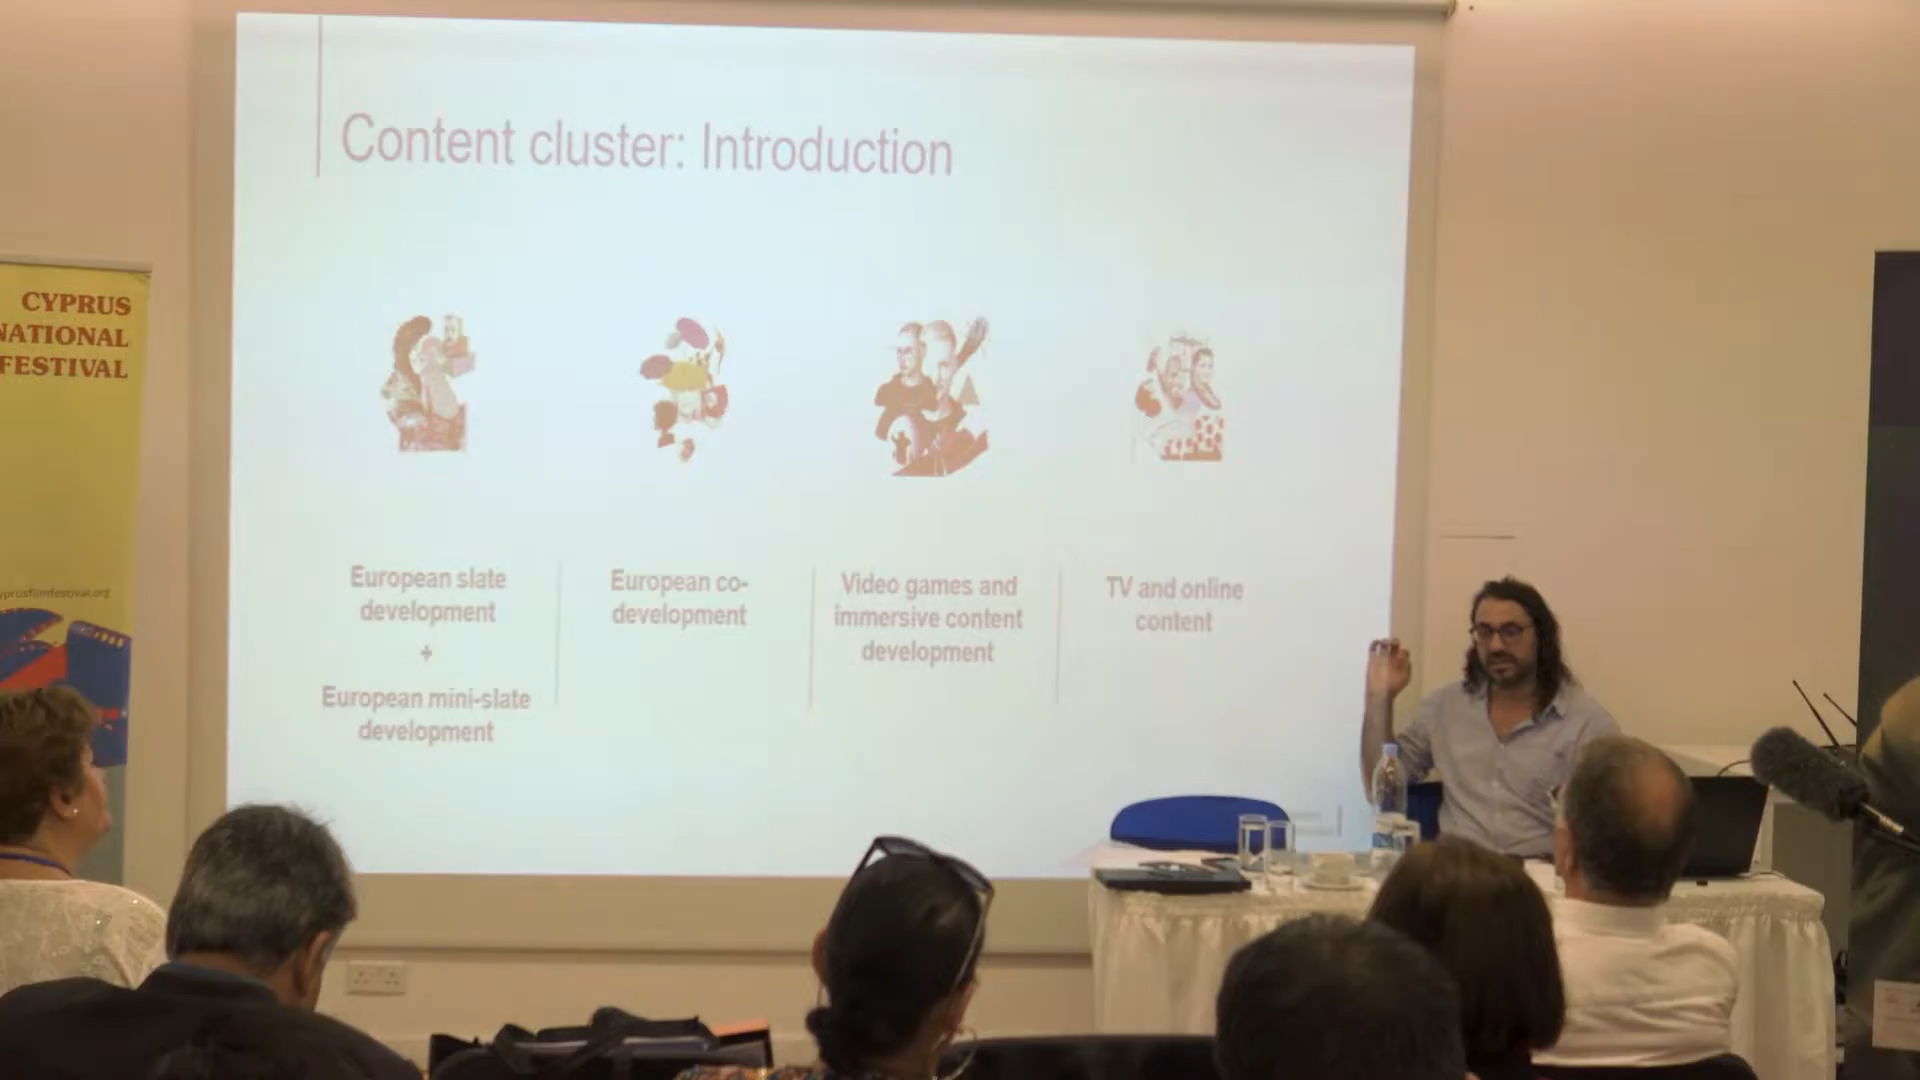 Content cluster: Introduction
European slate
development
+
European mini-slate
development
European co-
development
Video games and
immersive content
development
TV and online
content
CYPRUS
NATIONAL
FESTIVAL
yprusfilmfestival.org